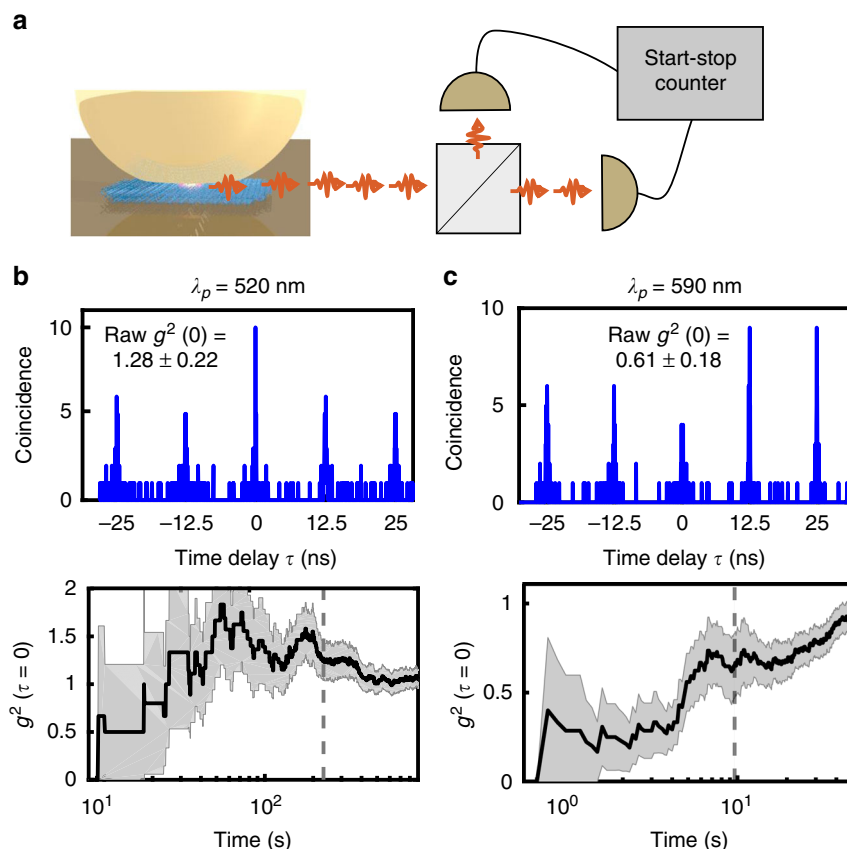 a
Start-stop
counter
b
λp = 520 nm
Raw g² (0) =
1.28 ± 0.22
Coincidence
10
5
0
−25
−12.5
0
12.5
25
Time delay τ (ns)
2
1.5
1
0.5
0
g² (τ = 0)
10¹
10²
Time (s)
c
λp = 590 nm
Raw g² (0) =
0.61 ± 0.18
Coincidence
10
5
0
−25
−12.5
0
12.5
25
Time delay τ (ns)
1
0.5
0
g² (τ = 0)
10⁰
10¹
Time (s)